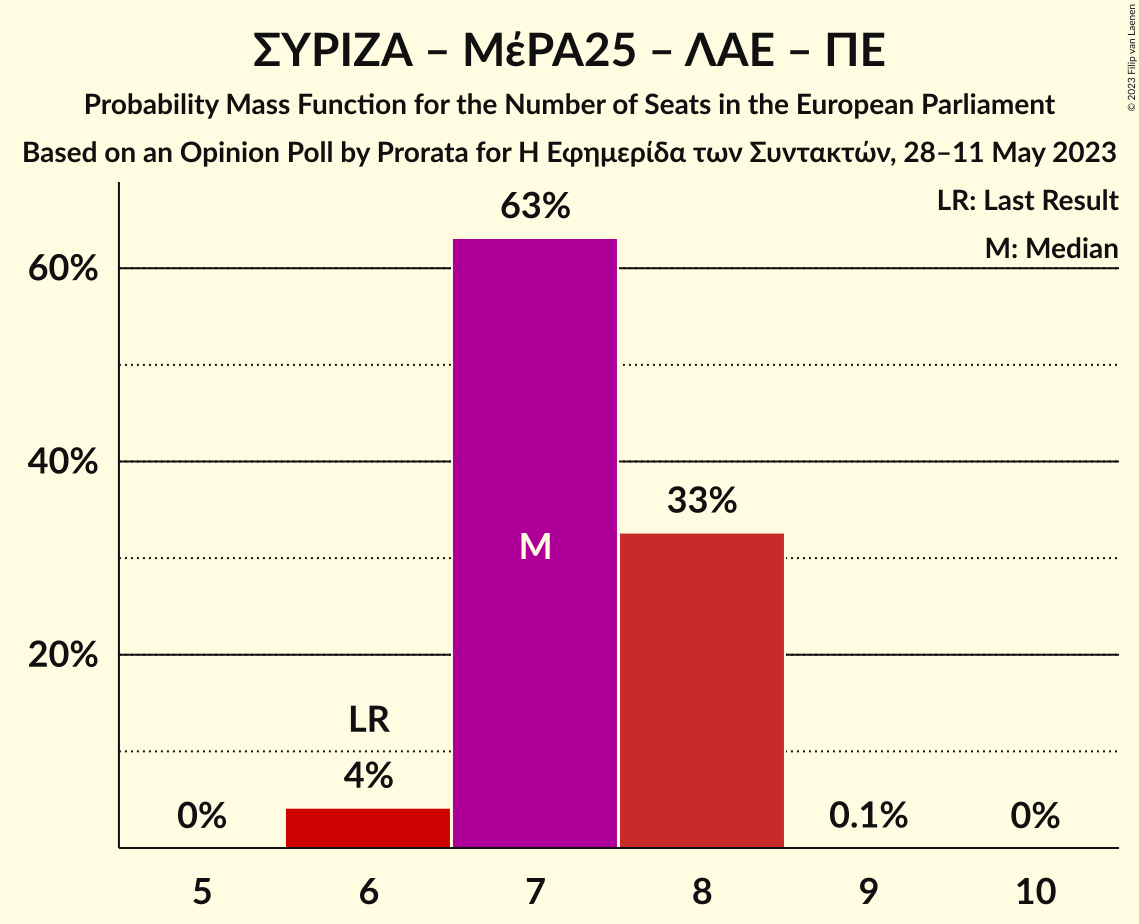 ΣΥΡΙΖΑ – ΜέΡΑ25 – ΛΑΕ – ΠΕ
Probability Mass Function for the Number of Seats in the European Parliament
Based on an Opinion Poll by Prorata for Η Εφημερίδα των Συντακτών, 28–11 May 2023
© 2023 Filip van Laenen
LR: Last Result
M: Median
63%
60%
40%
33%
M
20%
LR
4%
0%
0.1%
0%
5 6 7 8 9 10